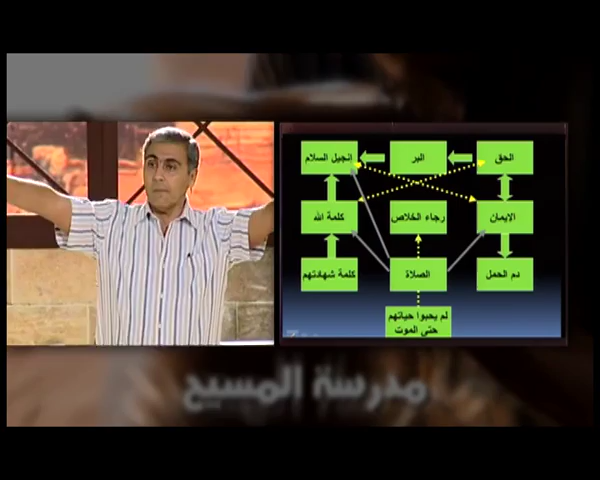 الحق
البر
انجيل السلام
الإيمان
رجاء الخلاص
كلمة الله
دم الحمل
الصلاة
كلمة شهادتهم
لم يحبوا حياتهم
حتى الموت
مدرسة المسيح